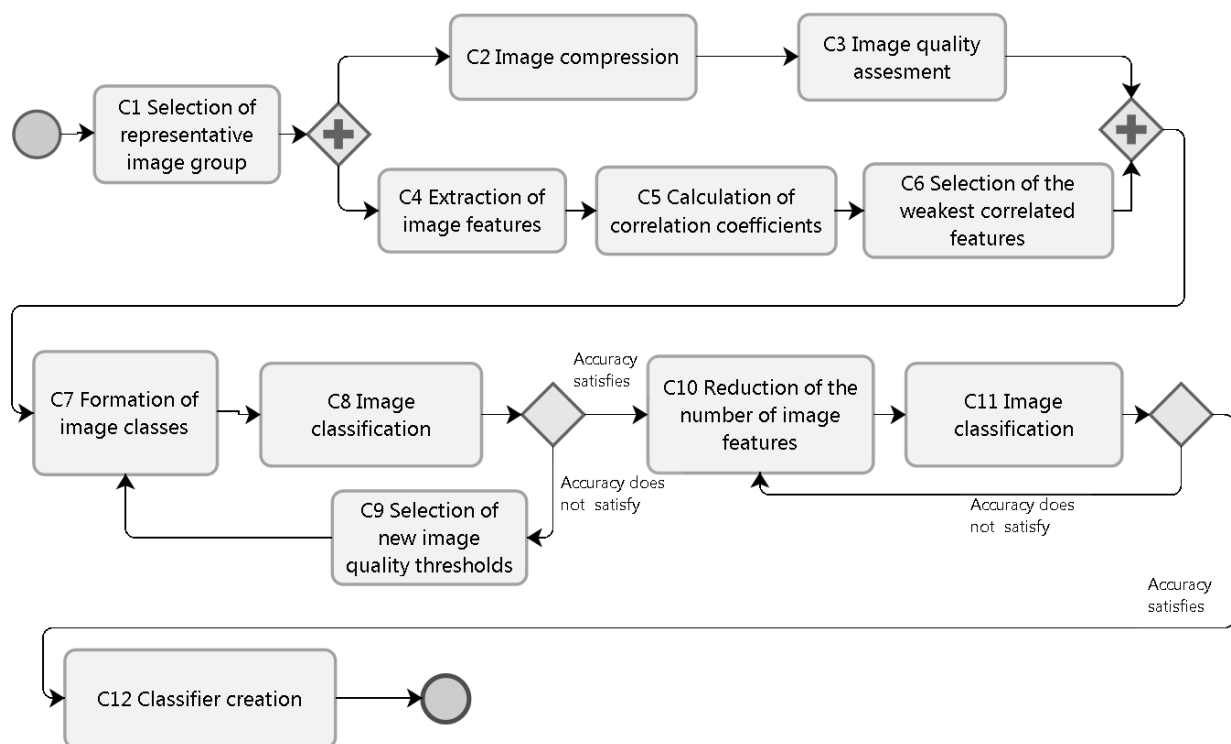 C1 Selection of
representative
image group
C2 Image compression
C3 Image quality
assesment
C4 Extraction of
image features
C5 Calculation of
correlation coefficients
C6 Selection of the
weakest correlated
features
C7 Formation of
image classes
C8 Image
classification
Accuracy
satisfies
Accuracy does
not satisfy
C9 Selection of
new image
quality thresholds
C10 Reduction of the
number of image
features
C11 Image
classification
Accuracy does
not satisfy
Accuracy
satisfies
C12 Classifier creation